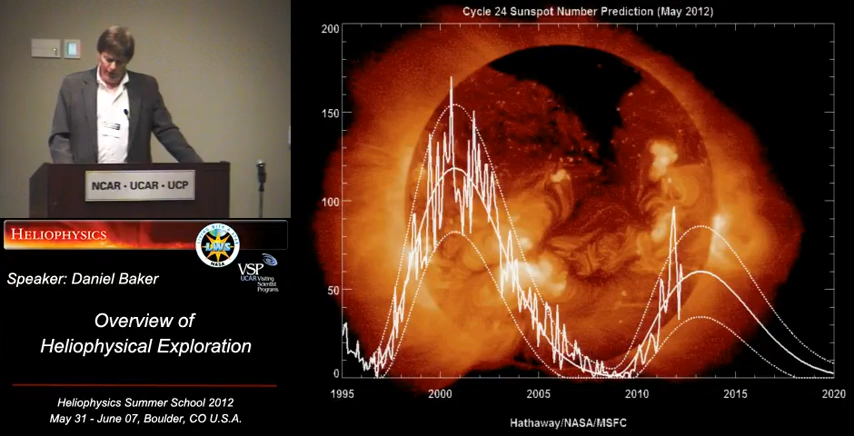 NCAR - UCAR - UCP
HELIOPHYSICS
LWS
NASA
VSP
UCAR Visiting
Scientist
Programs
Speaker: Daniel Baker
Overview of
Heliophysical Exploration
Heliophysics Summer School 2012
May 31 - June 07, Boulder, CO U.S.A.
Cycle 24 Sunspot Number Prediction (May 2012)
200
150
100
50
0
1995 2000 2005 2010 2015 2020
Hathaway/NASA/MSFC